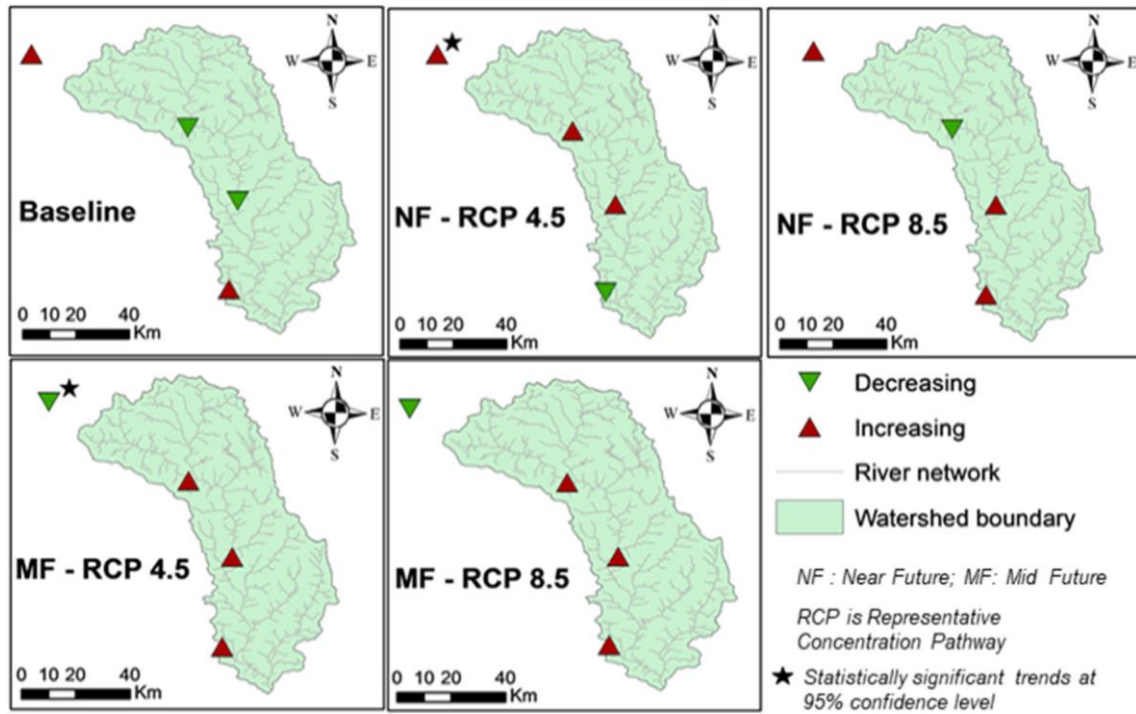 N
W E
S
Baseline
0 10 20 40
Km
N
W E
S
NF - RCP 4.5
0 10 20 40
Km
N
W E
S
NF - RCP 8.5
0 10 20 40
Km
N
W E
S
MF - RCP 4.5
0 10 20 40
Km
N
W E
S
MF - RCP 8.5
0 10 20 40
Km
Decreasing
Increasing
River network
Watershed boundary
NF : Near Future; MF: Mid Future
RCP is Representative
Concentration Pathway
Statistically significant trends at
95% confidence level